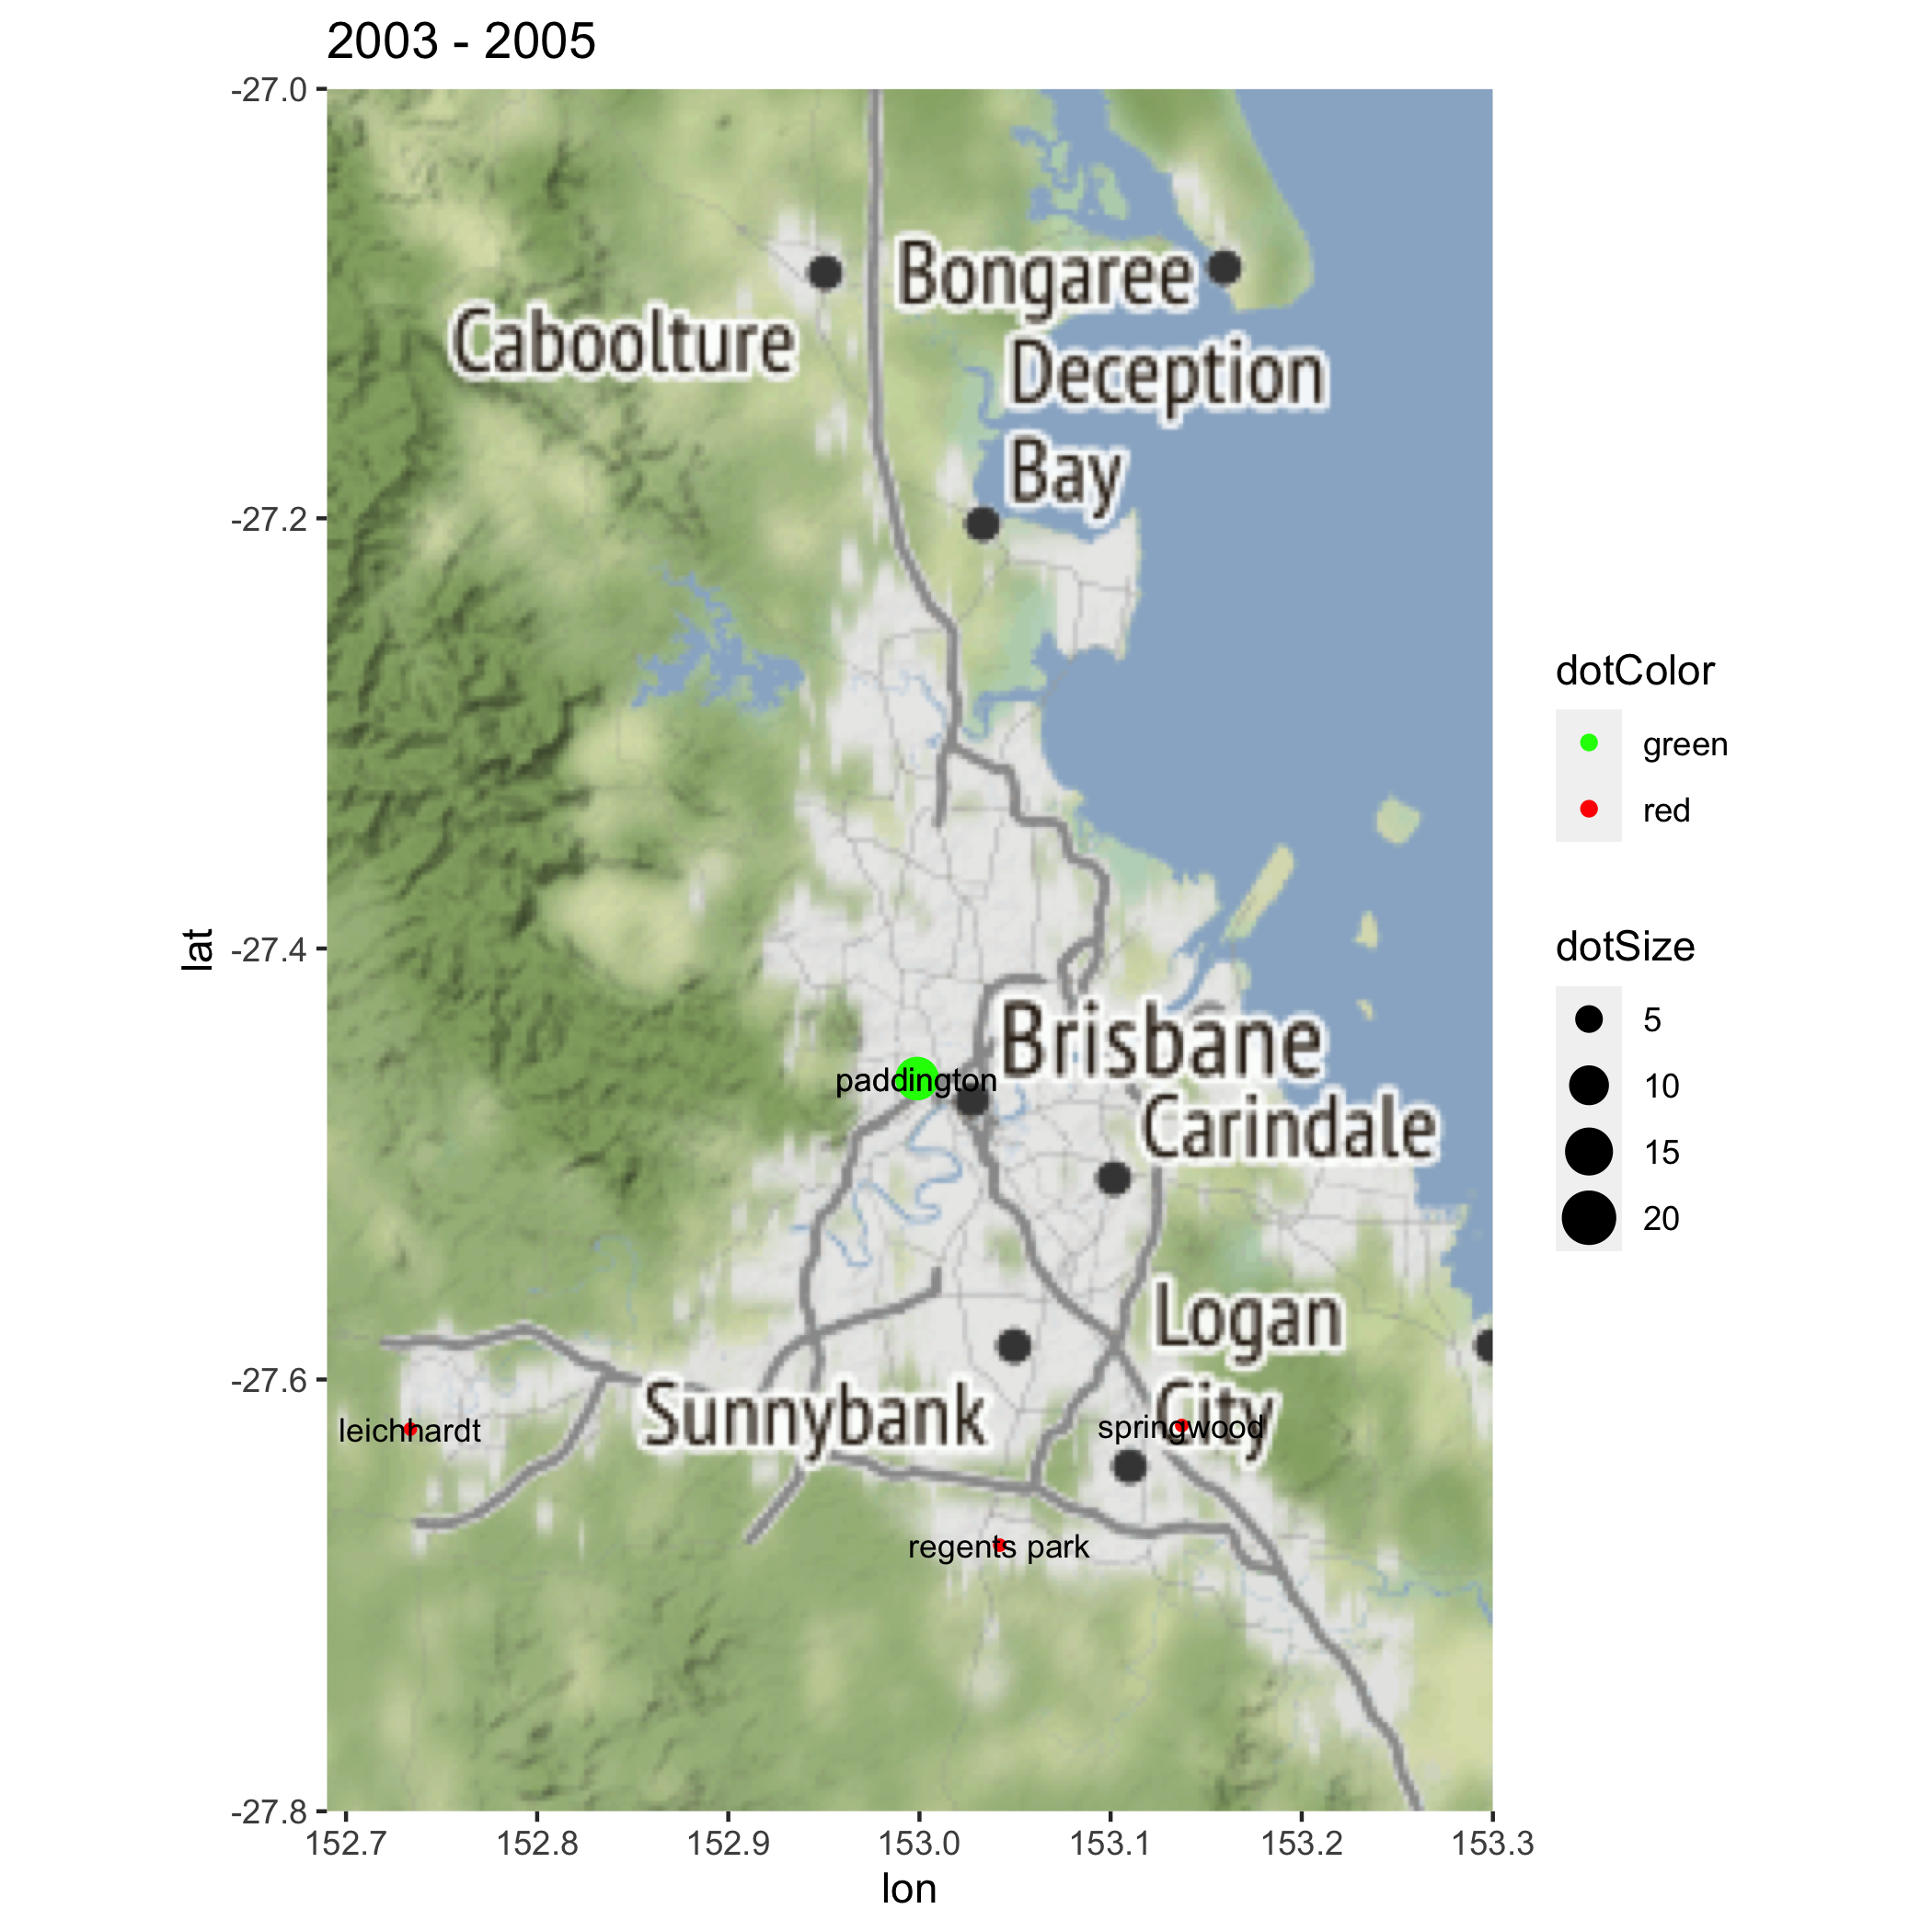 2003 - 2005
-27.0
-27.2
-27.4
-27.6
-27.8
lat
152.7
152.8
152.9
153.0
153.1
153.2
153.3
lon
Bongaree
Caboolture
Deception
Bay
Brisbane
paddington
Carindale
Logan
City
Sunnybank
leichhardt
springwood
regents park
dotColor
green
red
dotSize
5
10
15
20